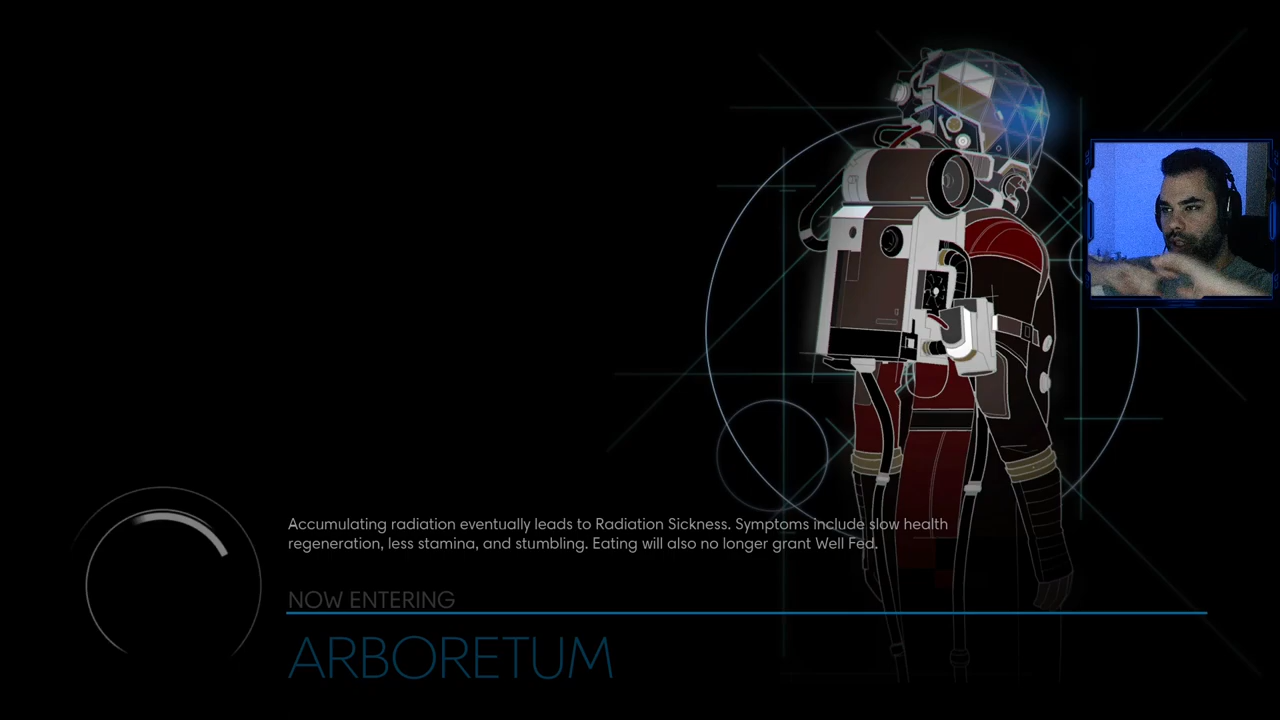 Accumulating radiation eventually leads to Radiation Sickness. Symptoms include slow health
regeneration, less stamina, and stumbling. Eating will also no longer grant Well Fed.
NOW ENTERING
ARBORETUM